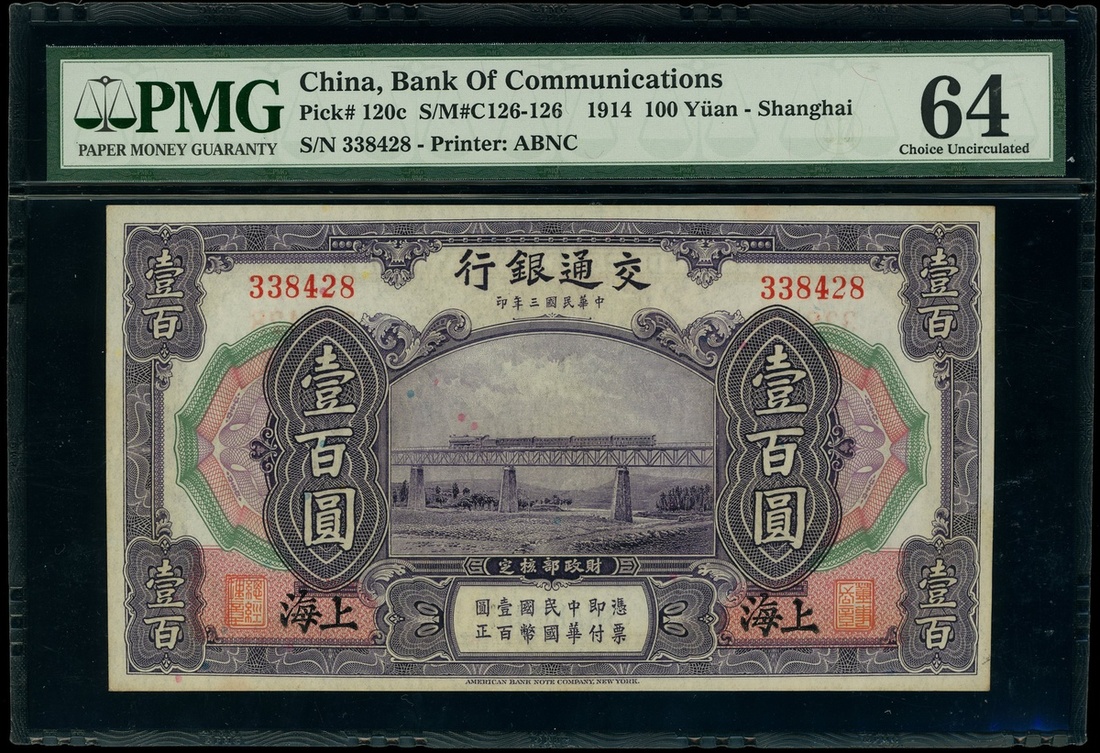 PMG
PAPER MONEY GUARANTY
China, Bank Of Communications
Pick# 120c S/M#C126-126 1914 100 Yüan - Shanghai
S/N 338428 - Printer: ABNC
64
Choice Uncirculated
交通銀行
中華民國三年印
338428
338428
壹百
壹百
壹百圓
壹百圓
財政部核定
壹百
壹百
上海
上海
憑票即付中華民國國幣壹百圓正
AMERICAN BANK NOTE COMPANY, NEW YORK.